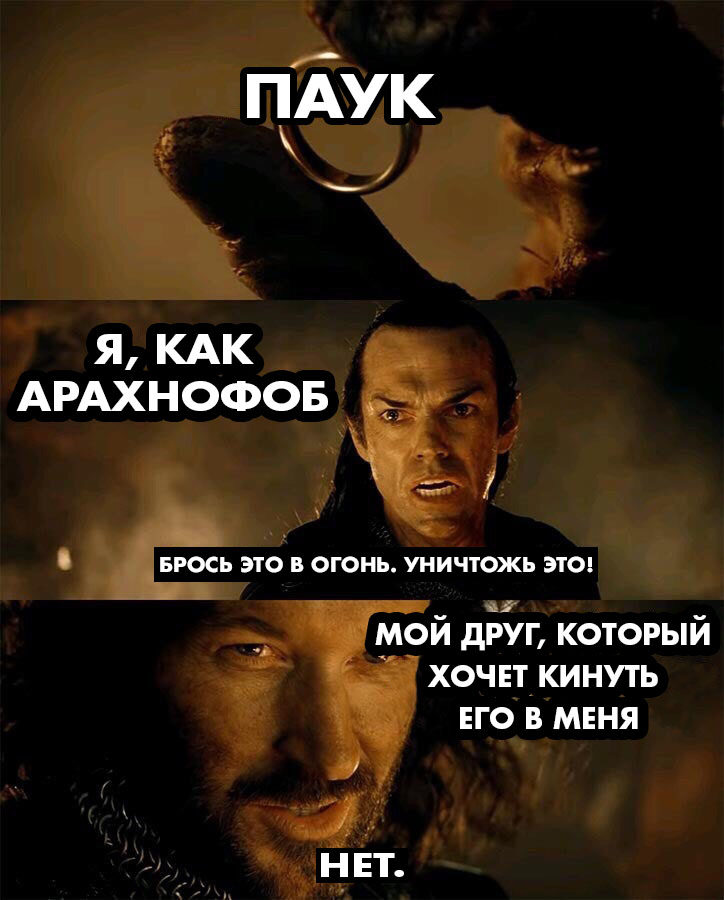 ПАУК
Я, КАК
АРАХНОФОБ
БРОСЬ ЭТО В ОГОНЬ. УНИЧТОЖЬ ЭТО!
МОЙ ДРУГ, КОТОРЫЙ
ХОЧЕТ КИНУТЬ
ЕГО В МЕНЯ
НЕТ.